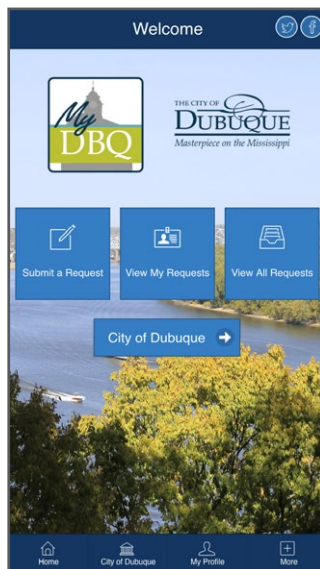 Welcome
My
DBQ
THE CITY OF
DUBUQUE
Masterpiece on the Mississippi
Submit a Request
View My Requests
View All Requests
City of Dubuque
Home
City of Dubuque
My Profile
More